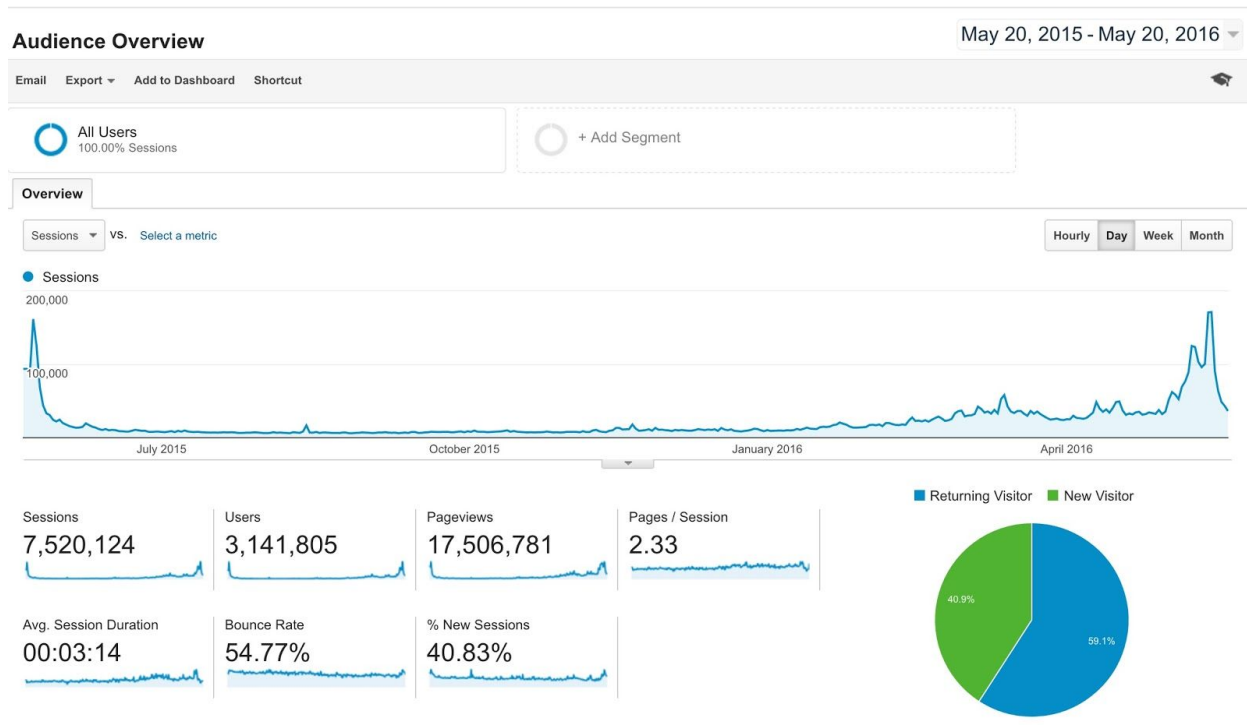 Audience Overview
May 20, 2015 - May 20, 2016
Email Export Add to Dashboard Shortcut
All Users
100.00% Sessions
+ Add Segment
Overview
Sessions VS. Select a metric
Hourly Day Week Month
Sessions
200,000
100,000
July 2015 October 2015 January 2016 April 2016
Returning Visitor New Visitor
Sessions
7,520,124
Users
3,141,805
Pageviews
17,506,781
Pages / Session
2.33
Avg. Session Duration
00:03:14
Bounce Rate
54.77%
% New Sessions
40.83%
40.9%
59.1%